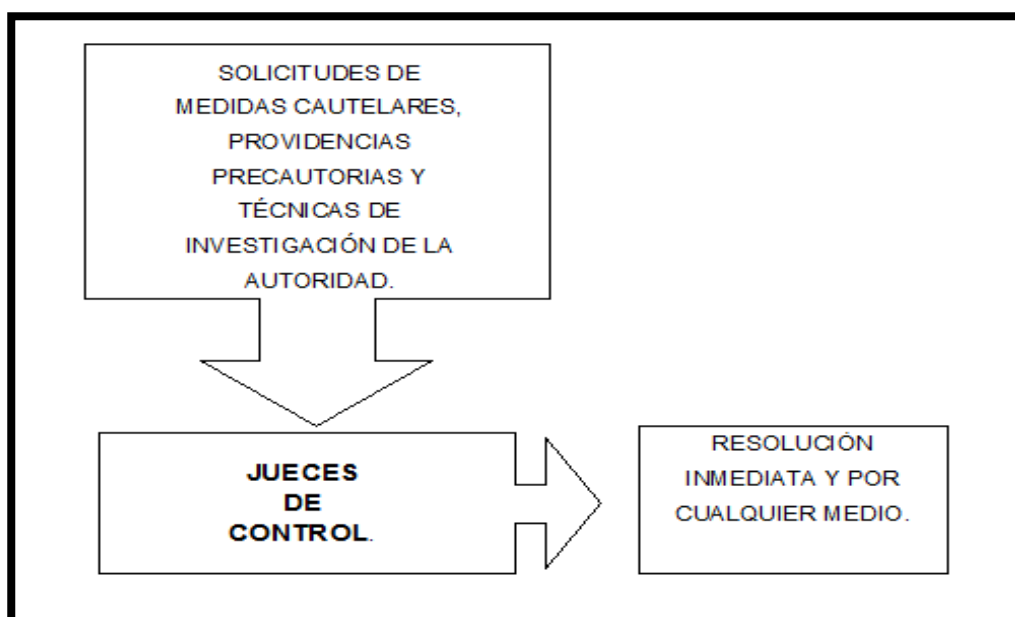 SOLICITUDES DE
MEDIDAS CAUTELARES,
PROVIDENCIAS
PRECAUTORIAS Y
TÉCNICAS DE
INVESTIGACIÓN DE LA
AUTORIDAD.
JUECES
DE
CONTROL.
RESOLUCIÓN
INMEDIATA Y POR
CUALQUIER MEDIO.